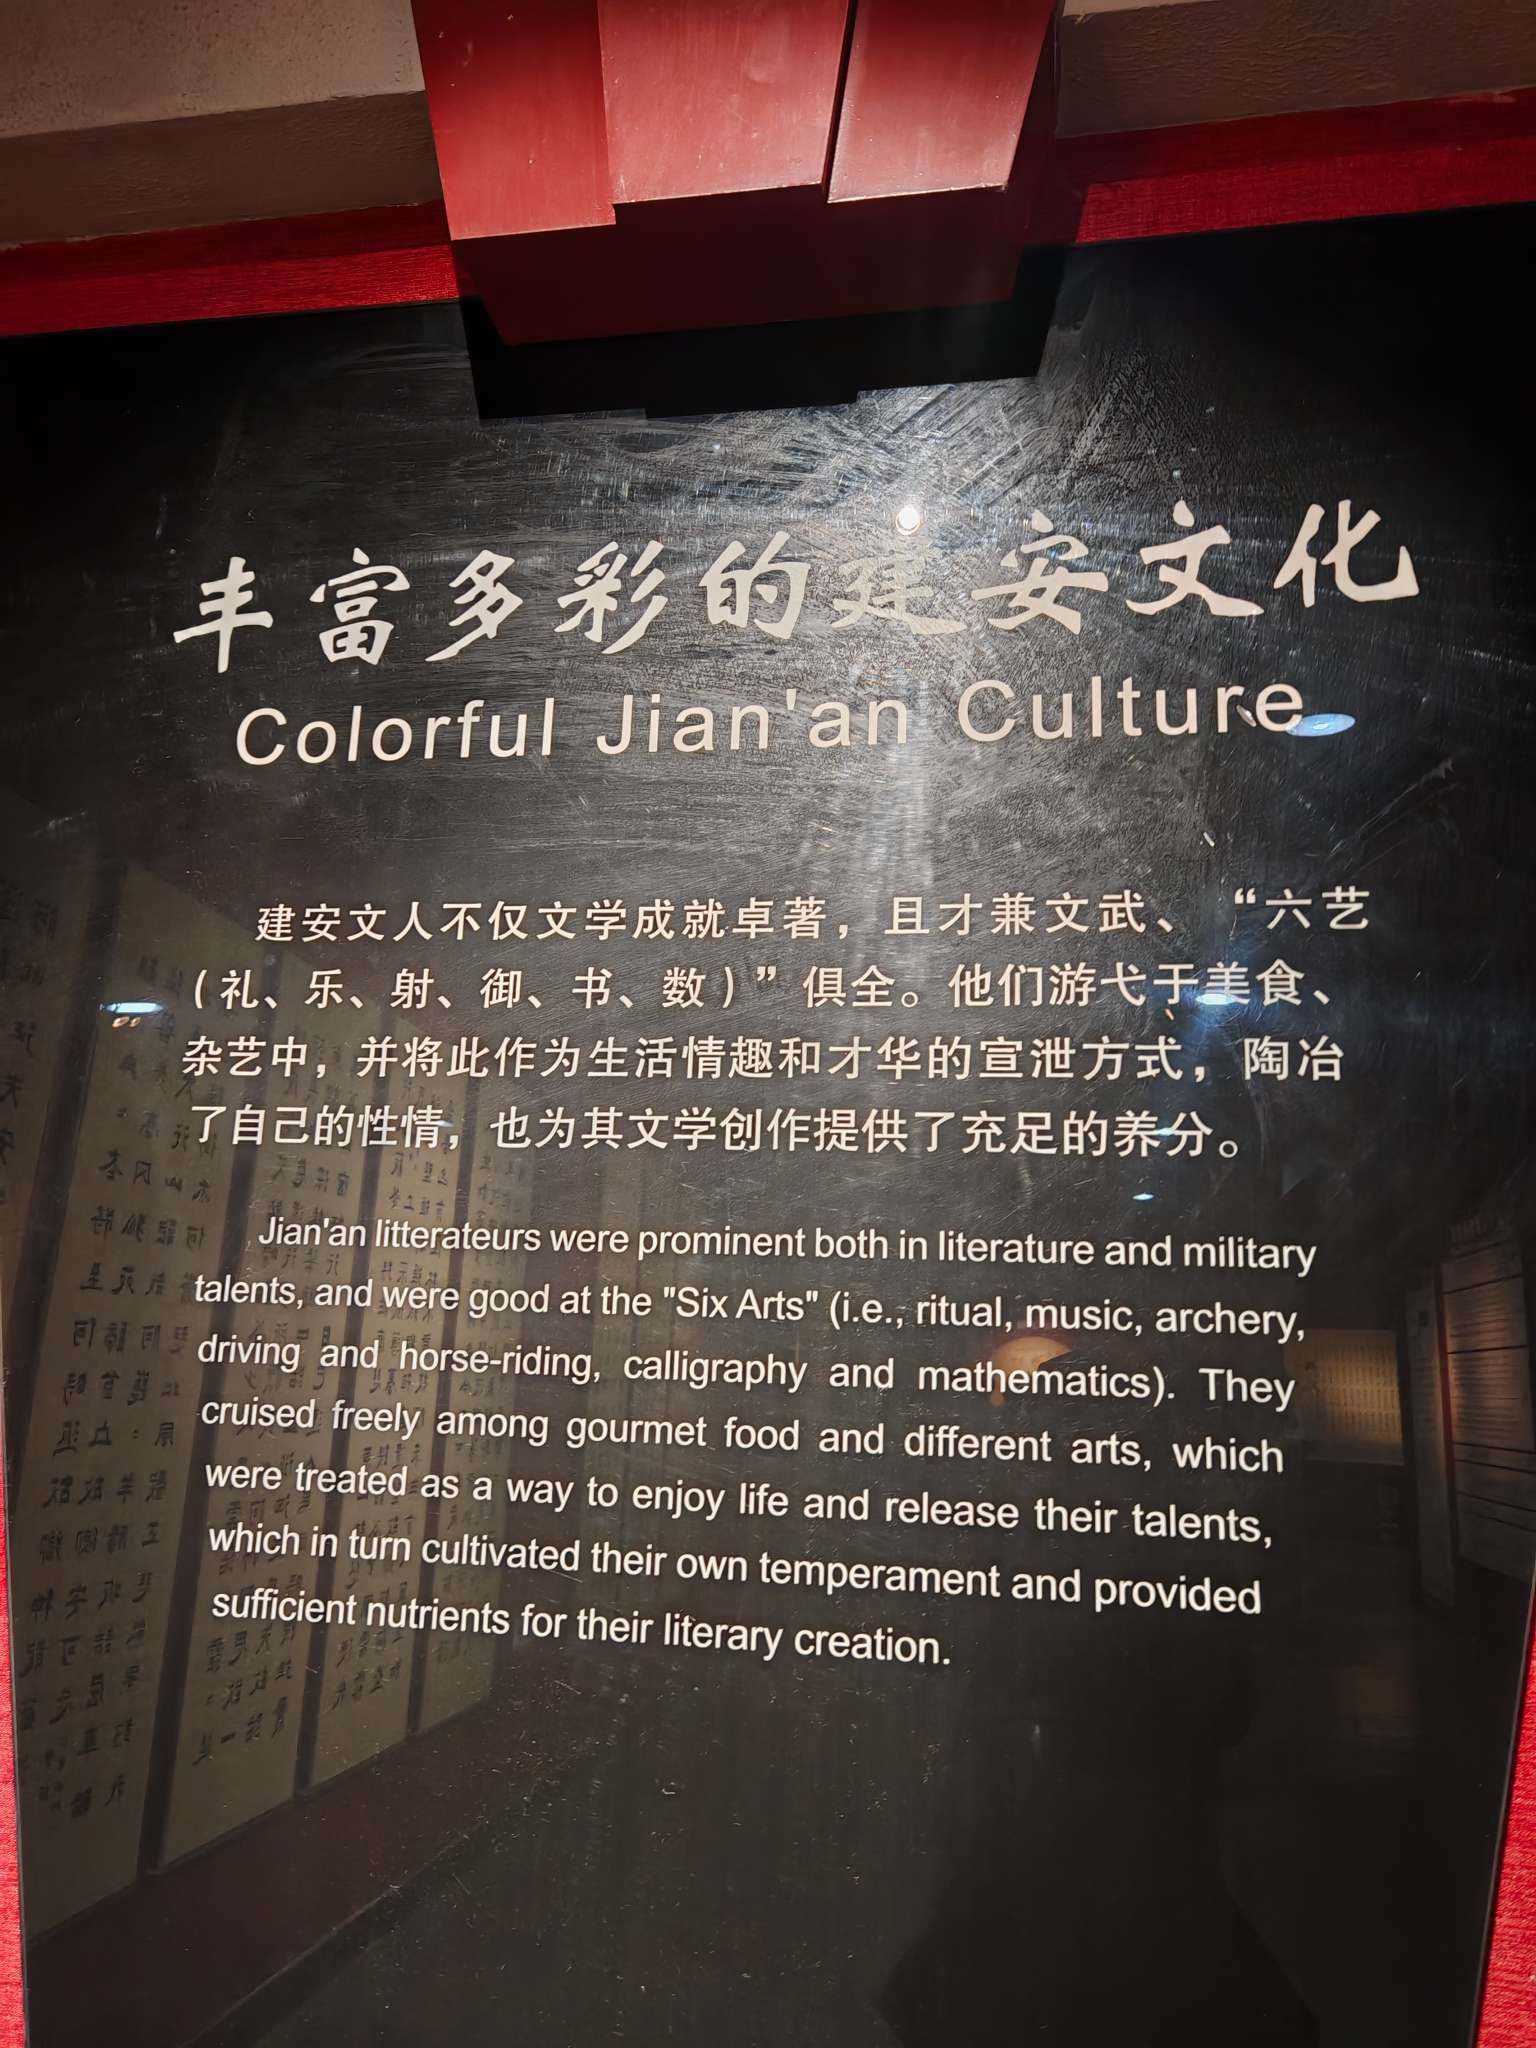 丰富多彩的建安文化
Colorful Jian'an Culture
建安文人不仅文学成就卓著，且才兼文武、“六艺
（礼、乐、射、御、书、数）”俱全。他们游弋于美食、
杂艺中，并将此作为生活情趣和才华的宣泄方式，陶冶
了自己的性情，也为其文学创作提供了充足的养分。
Jian'an litterateurs were prominent both in literature and military
talents, and were good at the "Six Arts" (i.e., ritual, music, archery,
driving and horse-riding, calligraphy and mathematics). They
cruised freely among gourmet food and different arts, which
were treated as a way to enjoy life and release their talents,
which in turn cultivated their own temperament and provided
sufficient nutrients for their literary creation.